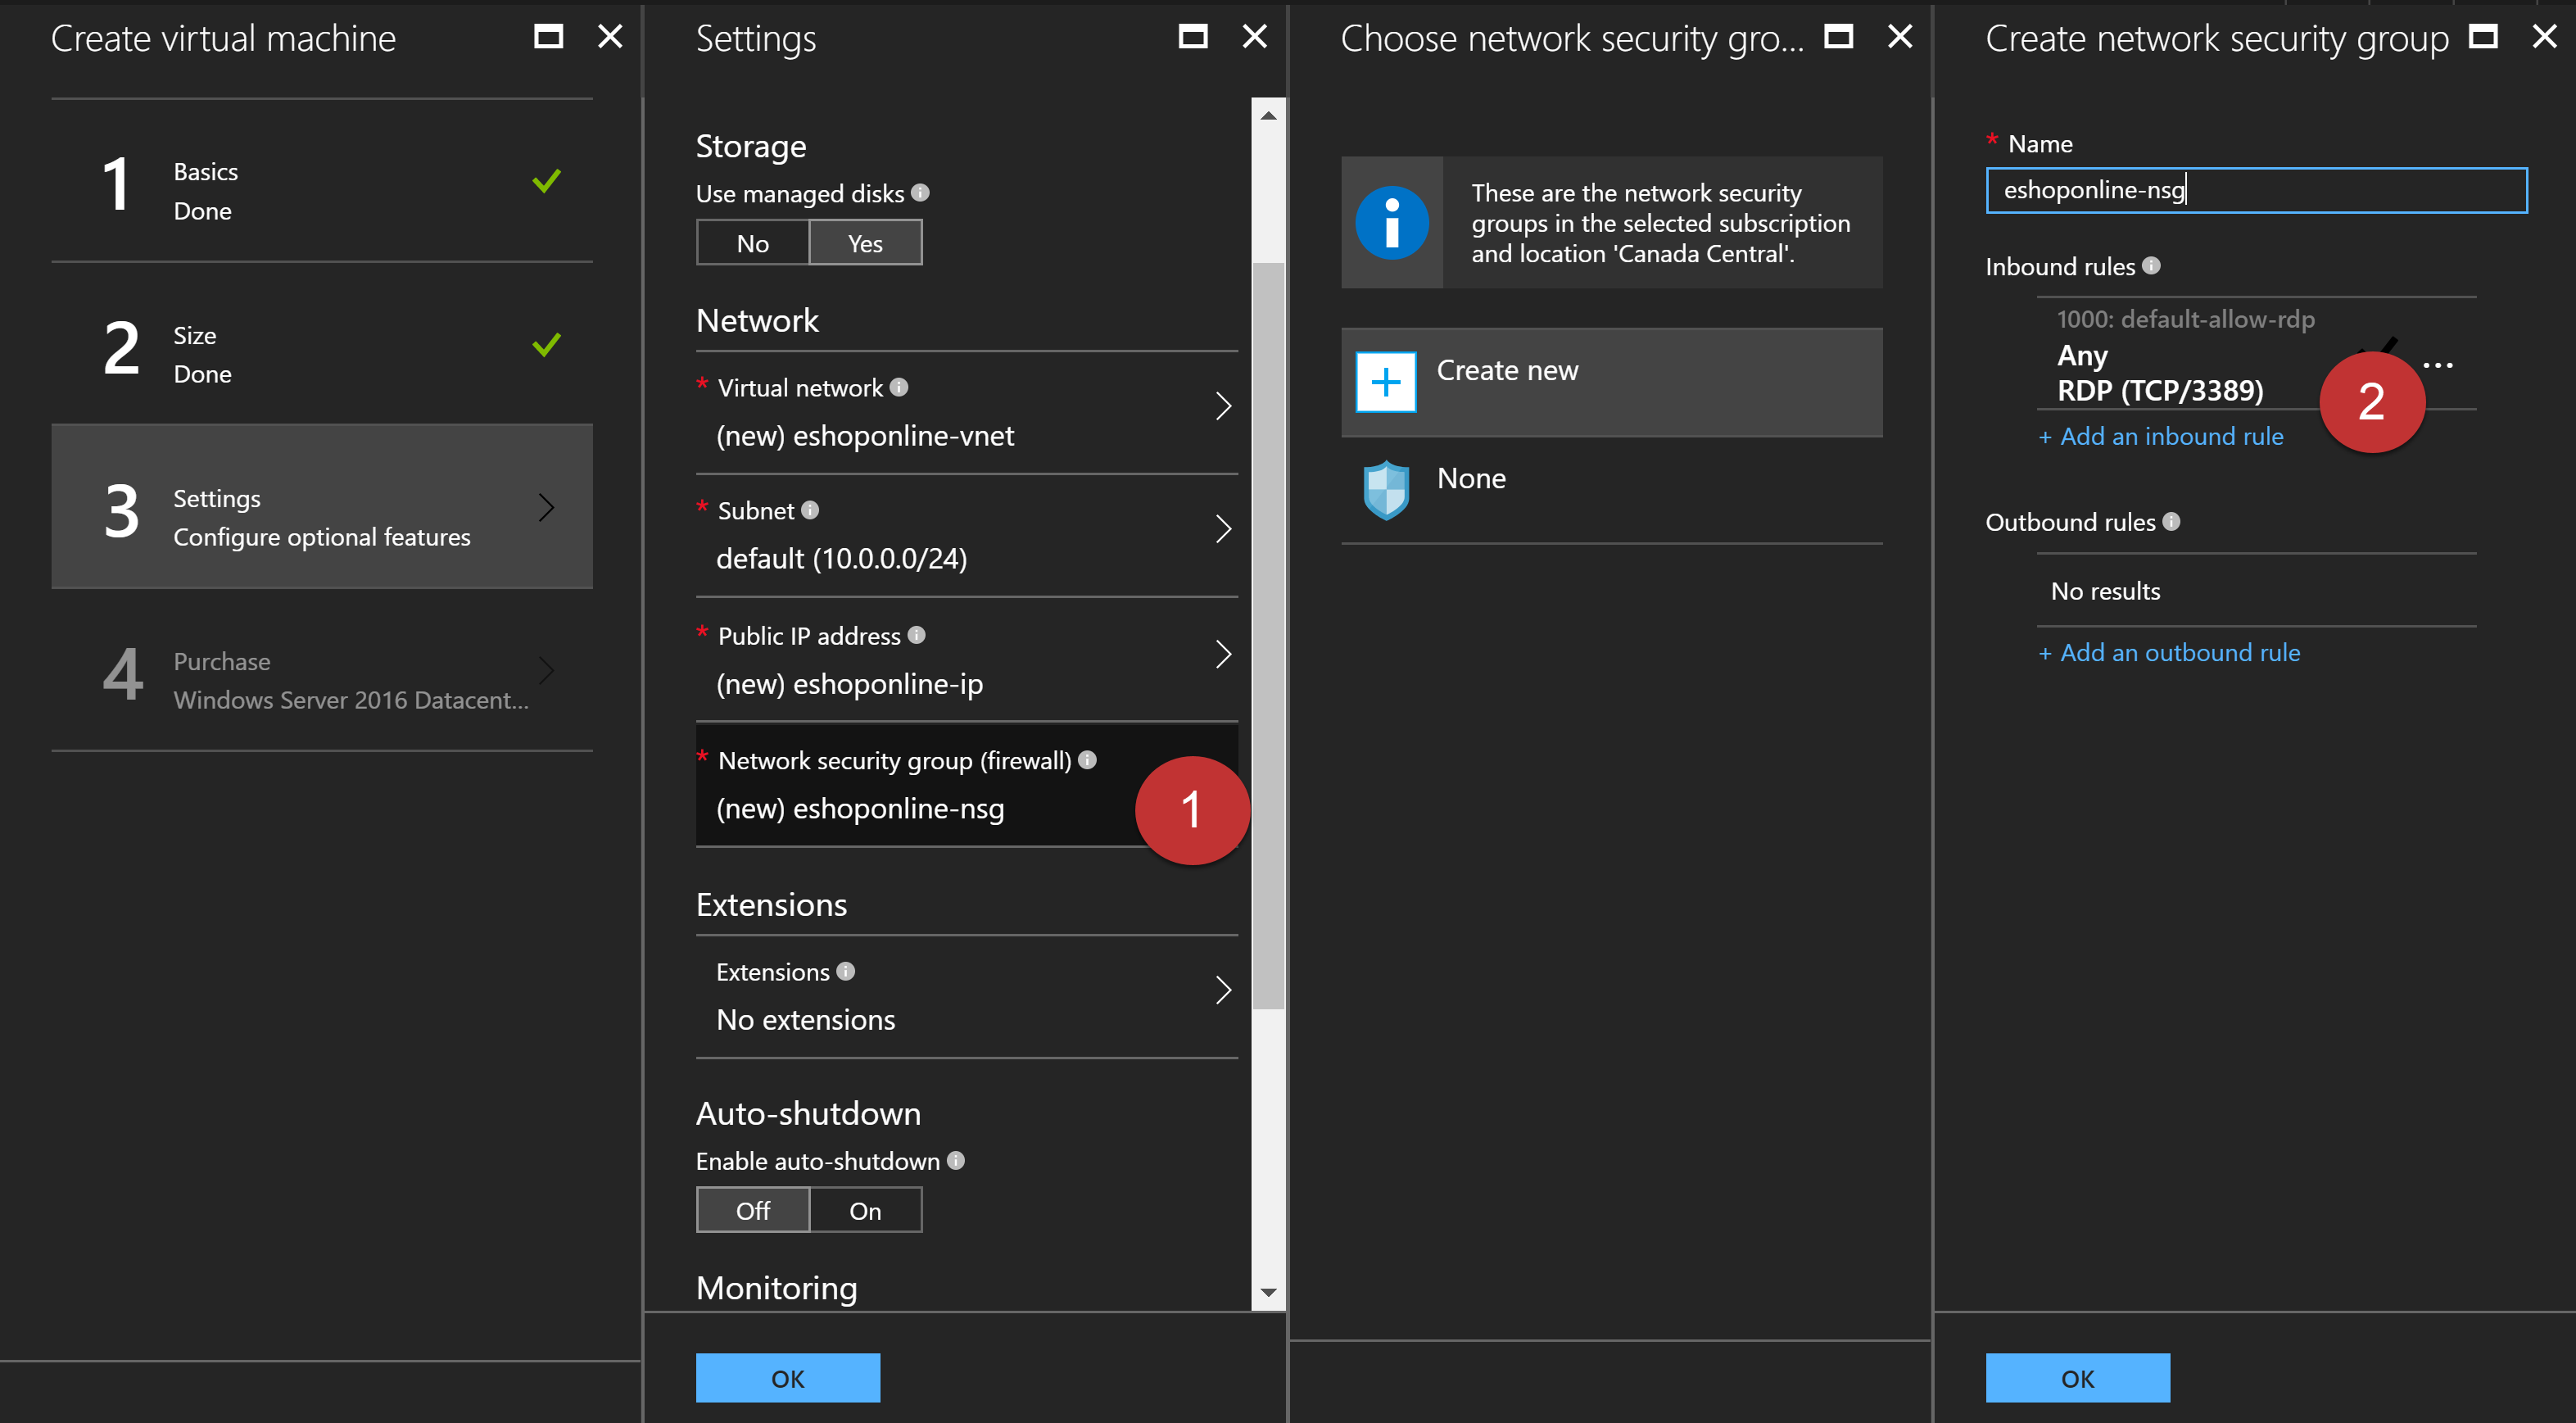 Create virtual machine
1
Basics
Done
2
Size
Done
3
Settings
Configure optional features
4
Purchase
Windows Server 2016 Datacent...
Settings
Storage
Use managed disks
No
Yes
Network
* Virtual network
(new) eshoponline-vnet
* Subnet
default (10.0.0.0/24)
* Public IP address
(new) eshoponline-ip
* Network security group (firewall)
(new) eshoponline-nsg
1
Extensions
Extensions
No extensions
Auto-shutdown
Enable auto-shutdown
Off
On
Monitoring
OK
Choose network security gro...
These are the network security
groups in the selected subscription
and location 'Canada Central'.
Create new
None
Create network security group
* Name
eshoponline-nsg
Inbound rules
1000: default-allow-rdp
Any
RDP (TCP/3389)
...
2
+ Add an inbound rule
Outbound rules
No results
+ Add an outbound rule
OK